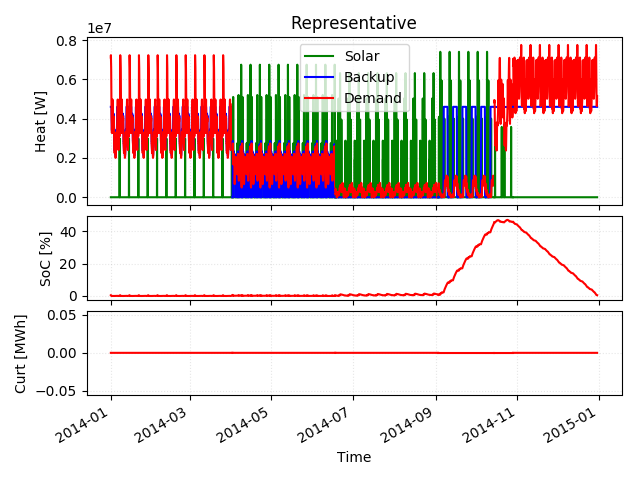 Representative
1e7
0.8
0.6
0.4
0.2
0.0
Heat [W]
Solar
Backup
Demand
40
20
0
SoC [%]
0.05
0.00
−0.05
Curt [MWh]
2014-01
2014-03
2014-05
2014-07
2014-09
2014-11
2015-01
Time